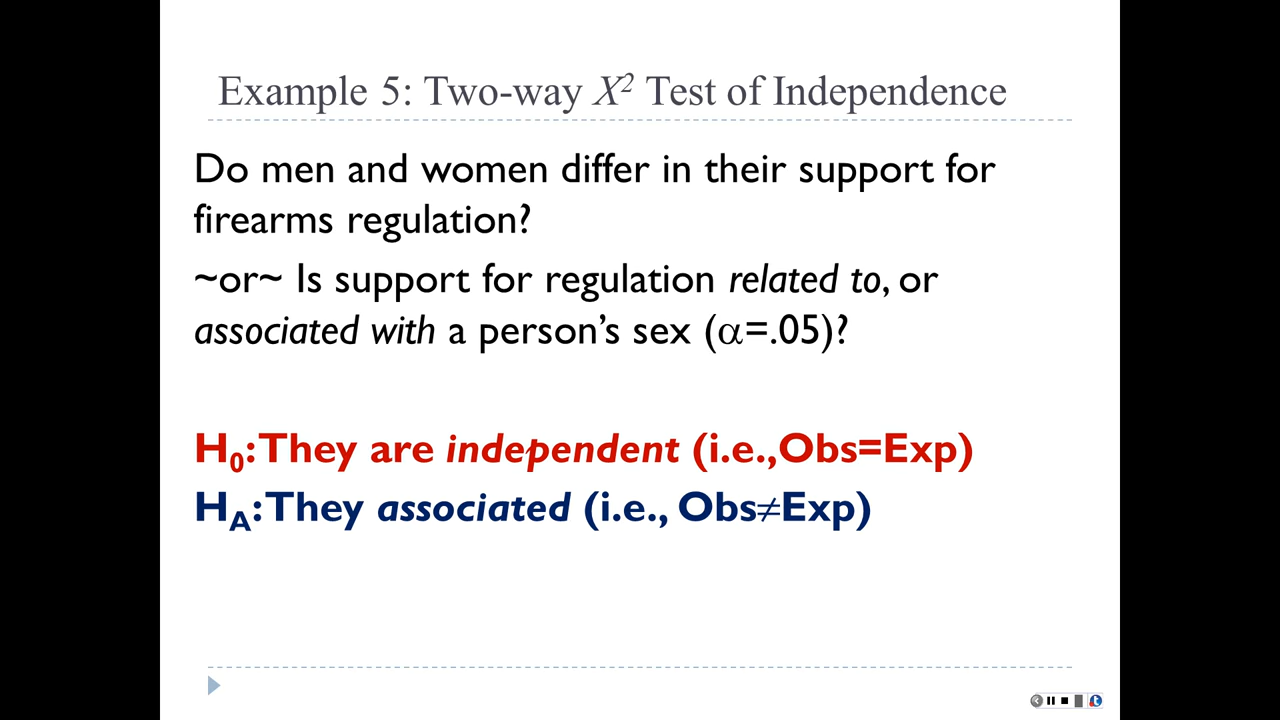 Example 5: Two-way X² Test of Independence
Do men and women differ in their support for
firearms regulation?
~or~ Is support for regulation related to, or
associated with a person’s sex (α=.05)?
H₀: They are independent (i.e.,Obs=Exp)
Hᴀ: They associated (i.e., Obs≠Exp)